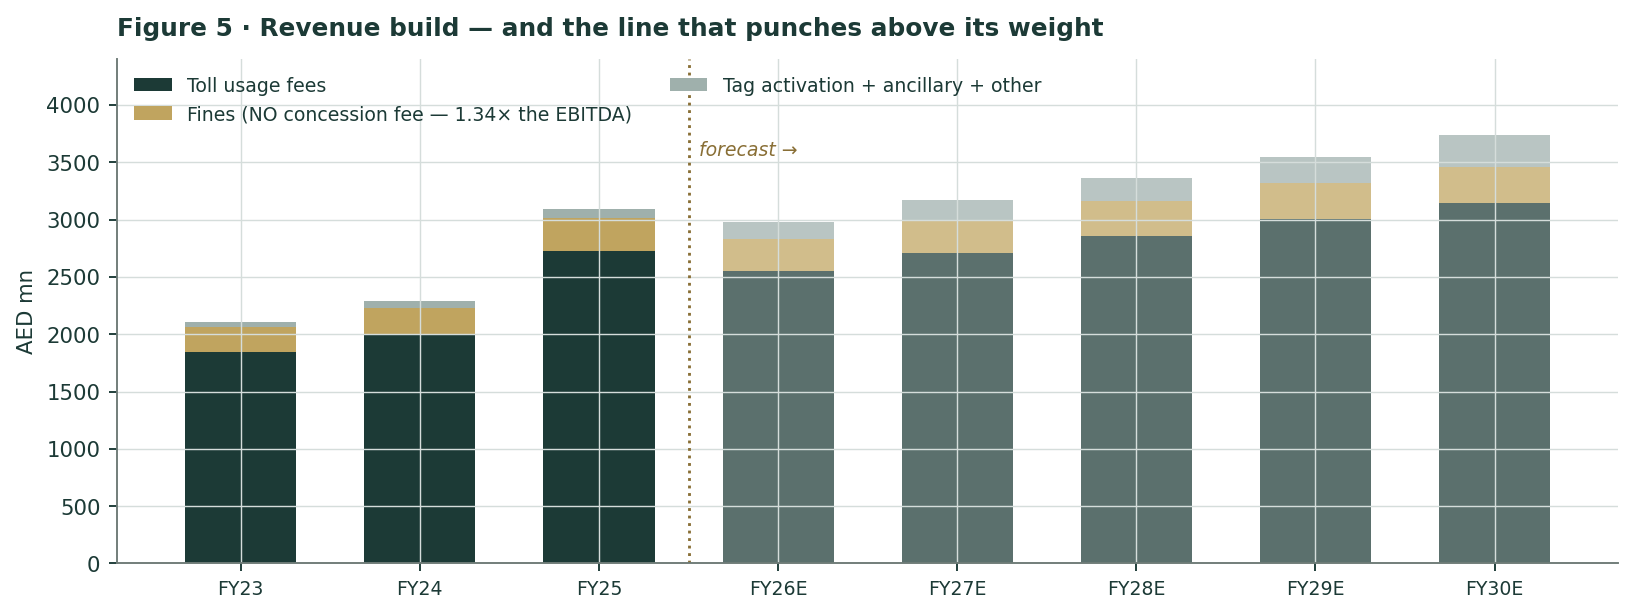 Figure 5 · Revenue build — and the line that punches above its weight
Toll usage fees
Fines (NO concession fee — 1.34× the EBITDA)
Tag activation + ancillary + other
forecast →
AED mn
4000
3500
3000
2500
2000
1500
1000
500
0
FY23 FY24 FY25 FY26E FY27E FY28E FY29E FY30E